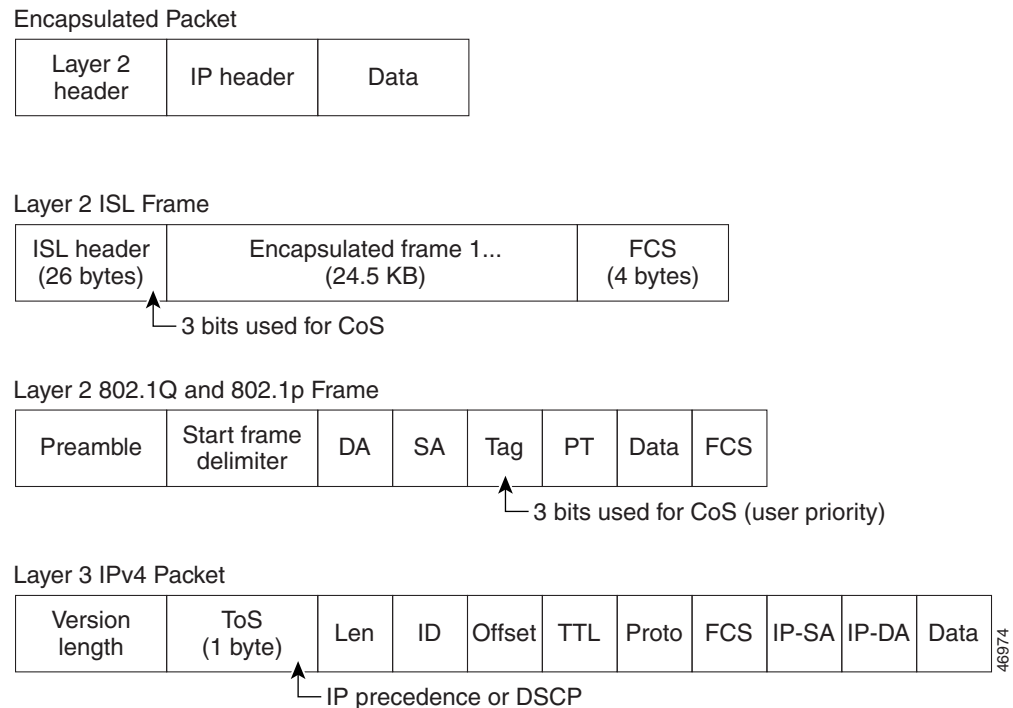 Encapsulated Packet
Layer 2
header
IP header
Data
Layer 2 ISL Frame
ISL header
(26 bytes)
Encapsulated frame 1...
(24.5 KB)
FCS
(4 bytes)
3 bits used for CoS
Layer 2 802.1Q and 802.1p Frame
Preamble
Start frame
delimiter
DA
SA
Tag
PT
Data
FCS
3 bits used for CoS (user priority)
Layer 3 IPv4 Packet
Version
length
ToS
(1 byte)
Len
ID
Offset
TTL
Proto
FCS
IP-SA
IP-DA
Data
46974
IP precedence or DSCP